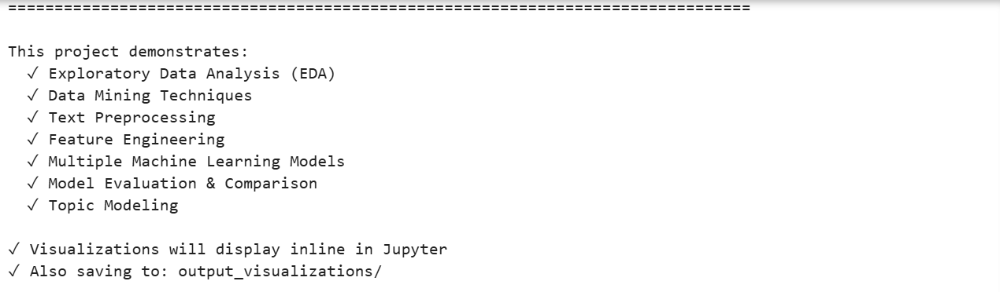 ================================================================================
This project demonstrates:
✓ Exploratory Data Analysis (EDA)
✓ Data Mining Techniques
✓ Text Preprocessing
✓ Feature Engineering
✓ Multiple Machine Learning Models
✓ Model Evaluation & Comparison
✓ Topic Modeling
✓ Visualizations will display inline in Jupyter
✓ Also saving to: output_visualizations/